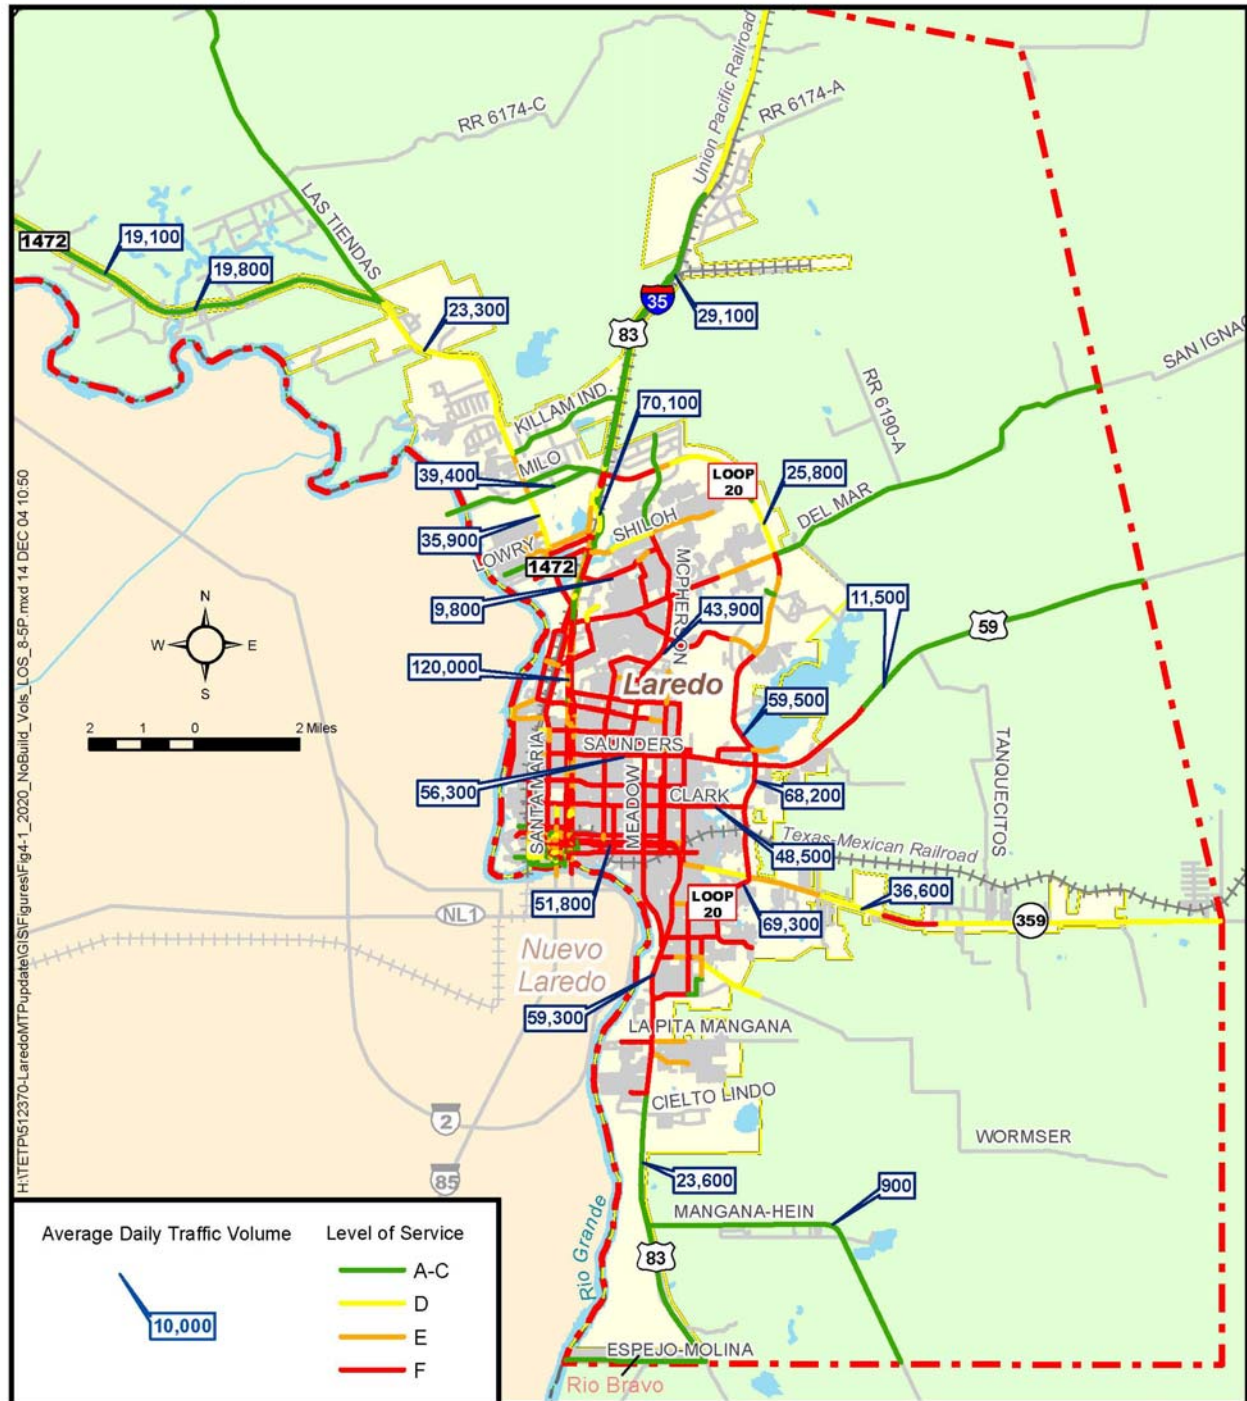 Union Pacific Railroad
RR 6174-A
RR 6174-C
LAS TIENDAS
1472
19,100
19,800
23,300
35
29,100
83
SAN IGNAC
RR 6190-A
KILLAM IND.
70,100
MILO
39,400
LOOP
20
25,800
DEL MAR
35,900
SHILOH
LOWRY
1472
MCPHERSON
9,800
43,900
11,500
59
N
W
E
S
120,000
Laredo
59,500
2 1 0 2 Miles
SANTA MARIA
SAUNDERS
TANQUECITOS
56,300
MEADOW
CLARK
68,200
Texas-Mexican Railroad
48,500
51,800
LOOP
20
36,600
NL1
69,300
359
Nuevo
Laredo
59,300
LA PITA MANGANA
CIELTO LINDO
2
WORMSER
85
23,600
900
MANGANA-HEIN
83
Rio Grande
ESPEJO-MOLINA
Rio Bravo
H:\TETP\512370-LaredoMTPupdate\GIS\Figures\Fig4-1_2020_NoBuild_Vols_LOS_8-5P.mxd 14 DEC 04 10:50
Average Daily Traffic Volume
10,000
Level of Service
A-C
D
E
F